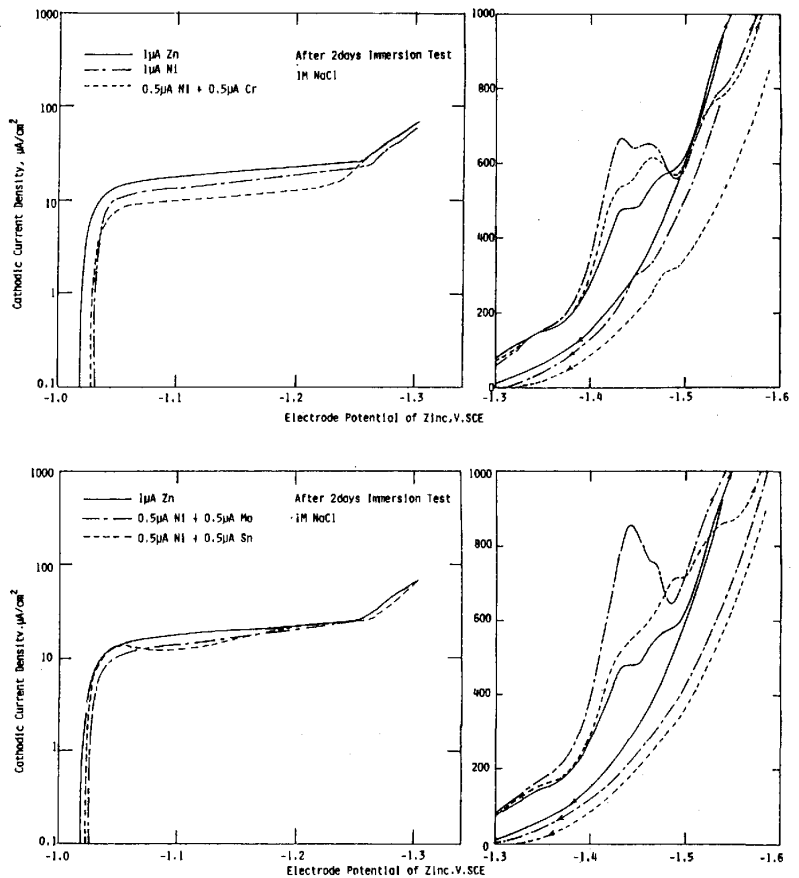 1000
100
10
1
0.1
Cathodic Current Density, µA/cm²
1µA Zn
1µA Ni
0.5µA Ni + 0.5µA Cr
After 2days Immersion Test
1M NaCl
-1.0
-1.1
-1.2
-1.3
1000
800
600
400
200
0
-1.3
-1.4
-1.5
-1.6
Electrode Potential of Zinc,V.SCE
1000
100
10
1
0.1
Cathodic Current Density.µA/cm²
1µA Zn
0.5µA Ni + 0.5µA Mo
0.5µA Ni + 0.5µA Sn
After 2days Immersion Test
1M NaCl
-1.0
-1.1
-1.2
-1.3
1000
800
600
400
200
0
-1.3
-1.4
-1.5
-1.6
Electrode Potential of Zinc.V.SCE